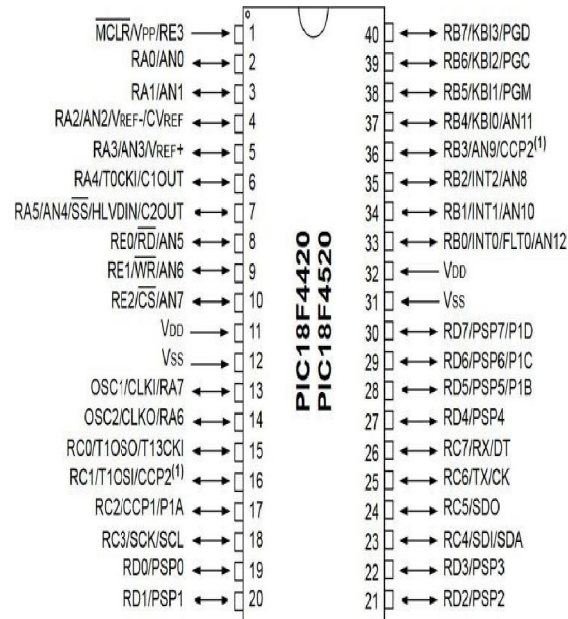 MCLR/VPP/RE3 1
RA0/AN0 2
RA1/AN1 3
RA2/AN2/VREF-/CVREF 4
RA3/AN3/VREF+ 5
RA4/T0CKI/C1OUT 6
RA5/AN4/SS/HLVDIN/C2OUT 7
RE0/RD/AN5 8
RE1/WR/AN6 9
RE2/CS/AN7 10
VDD 11
VSS 12
OSC1/CLKI/RA7 13
OSC2/CLKO/RA6 14
RC0/T1OSO/T13CKI 15
RC1/T1OSI/CCP2(1) 16
RC2/CCP1/P1A 17
RC3/SCK/SCL 18
RD0/PSP0 19
RD1/PSP1 20
PIC18F4420
PIC18F4520
40 RB7/KBI3/PGD
39 RB6/KBI2/PGC
38 RB5/KBI1/PGM
37 RB4/KBI0/AN11
36 RB3/AN9/CCP2(1)
35 RB2/INT2/AN8
34 RB1/INT1/AN10
33 RB0/INT0/FLT0/AN12
32 VDD
31 VSS
30 RD7/PSP7/P1D
29 RD6/PSP6/P1C
28 RD5/PSP5/P1B
27 RD4/PSP4
26 RC7/RX/DT
25 RC6/TX/CK
24 RC5/SDO
23 RC4/SDI/SDA
22 RD3/PSP3
21 RD2/PSP2